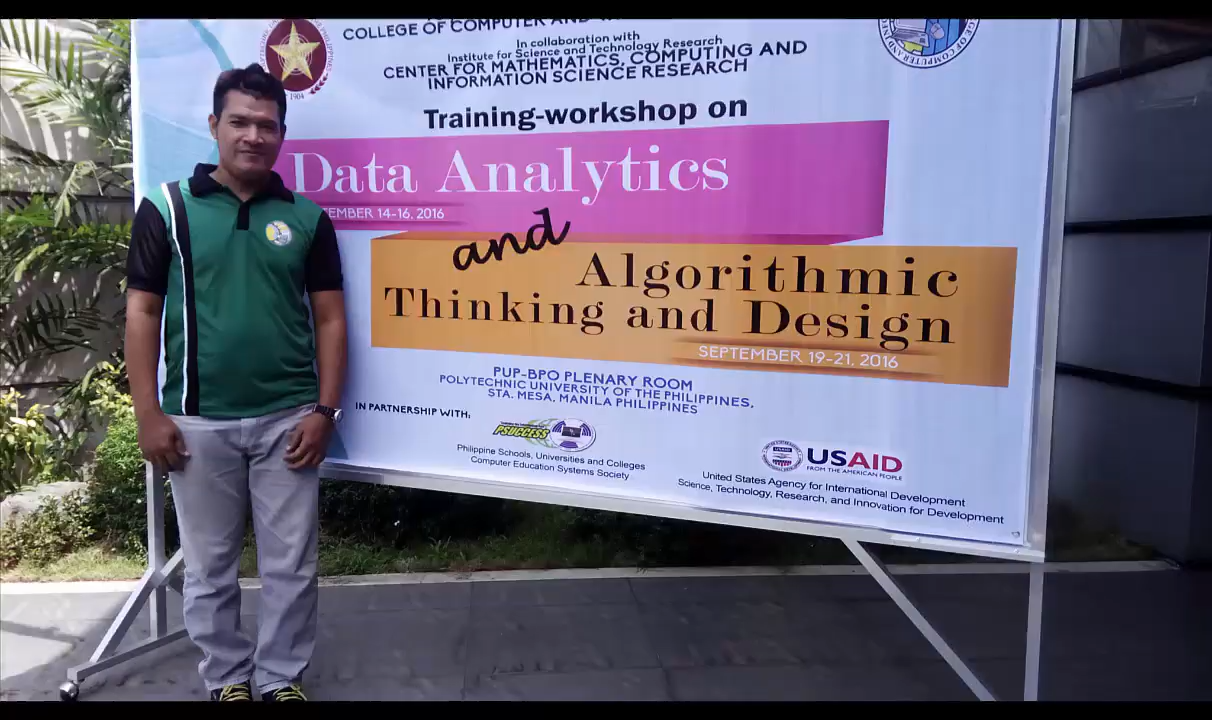 COLLEGE OF COMPUTER AND
In collaboration with
Institute for Science and Technology Research
CENTER FOR MATHEMATICS, COMPUTING AND
INFORMATION SCIENCE RESEARCH
1904
Training-workshop on
Data Analytics
TEMBER 14-16, 2016
and
Algorithmic
Thinking and Design
SEPTEMBER 19-21, 2016
PUP-BPO PLENARY ROOM
POLYTECHNIC UNIVERSITY OF THE PHILIPPINES,
STA. MESA, MANILA PHILIPPINES
IN PARTNERSHIP WITH:
PSUCCESS
Philippine Schools, Universities and Colleges
Computer Education Systems Society
USAID
FROM THE AMERICAN PEOPLE
United States Agency for International Development
Science, Technology, Research, and Innovation for Development